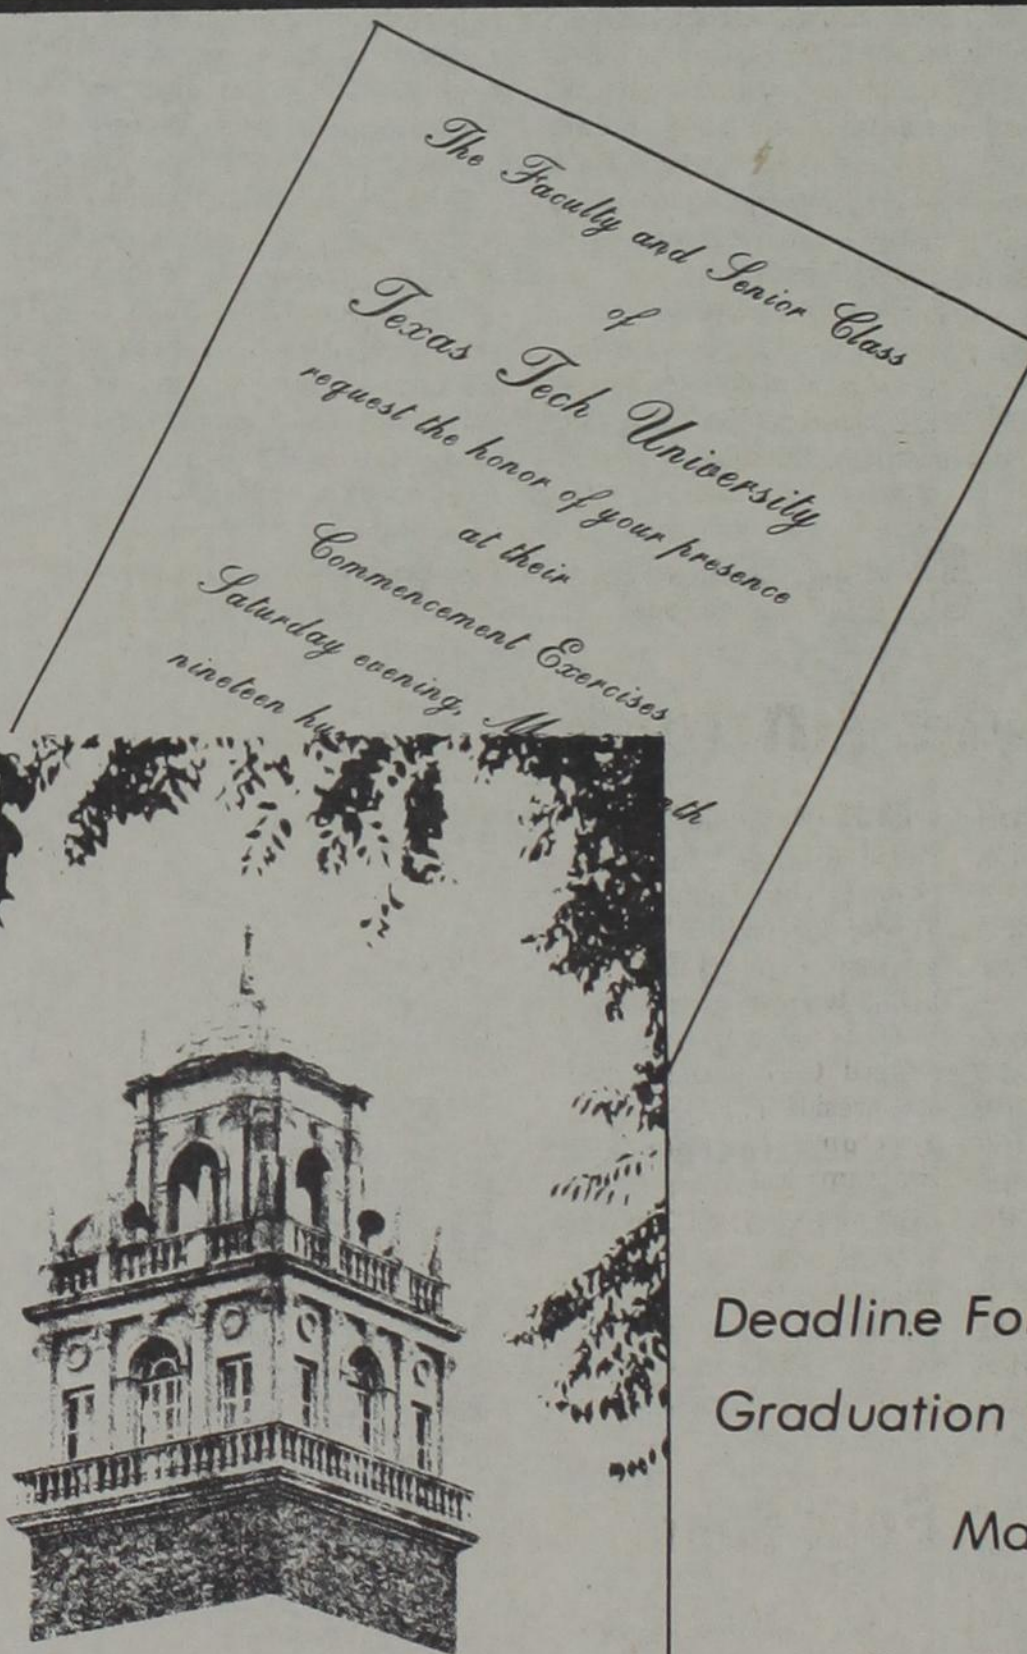 The Faculty and Senior Class
of
Texas Tech University
request the honor of your presence
at their
Commencement Exercises
Saturday evening,
nineteen
th
Deadline Fo
Graduation
Ma